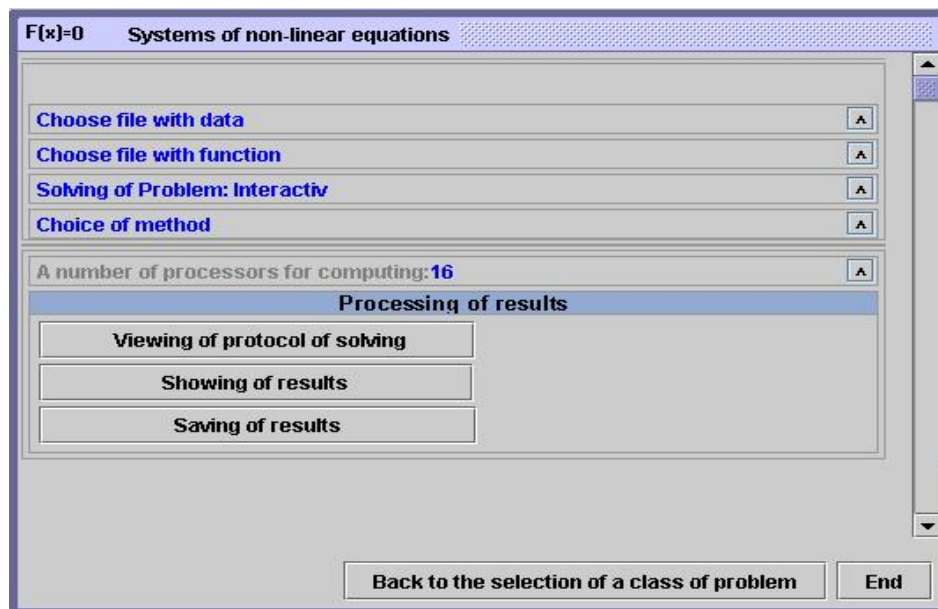 F(x)=0 Systems of non-linear equations
Choose file with data
Choose file with function
Solving of Problem: Interactiv
Choice of method
A number of processors for computing:16
Processing of results
Viewing of protocol of solving
Showing of results
Saving of results
Back to the selection of a class of problem End